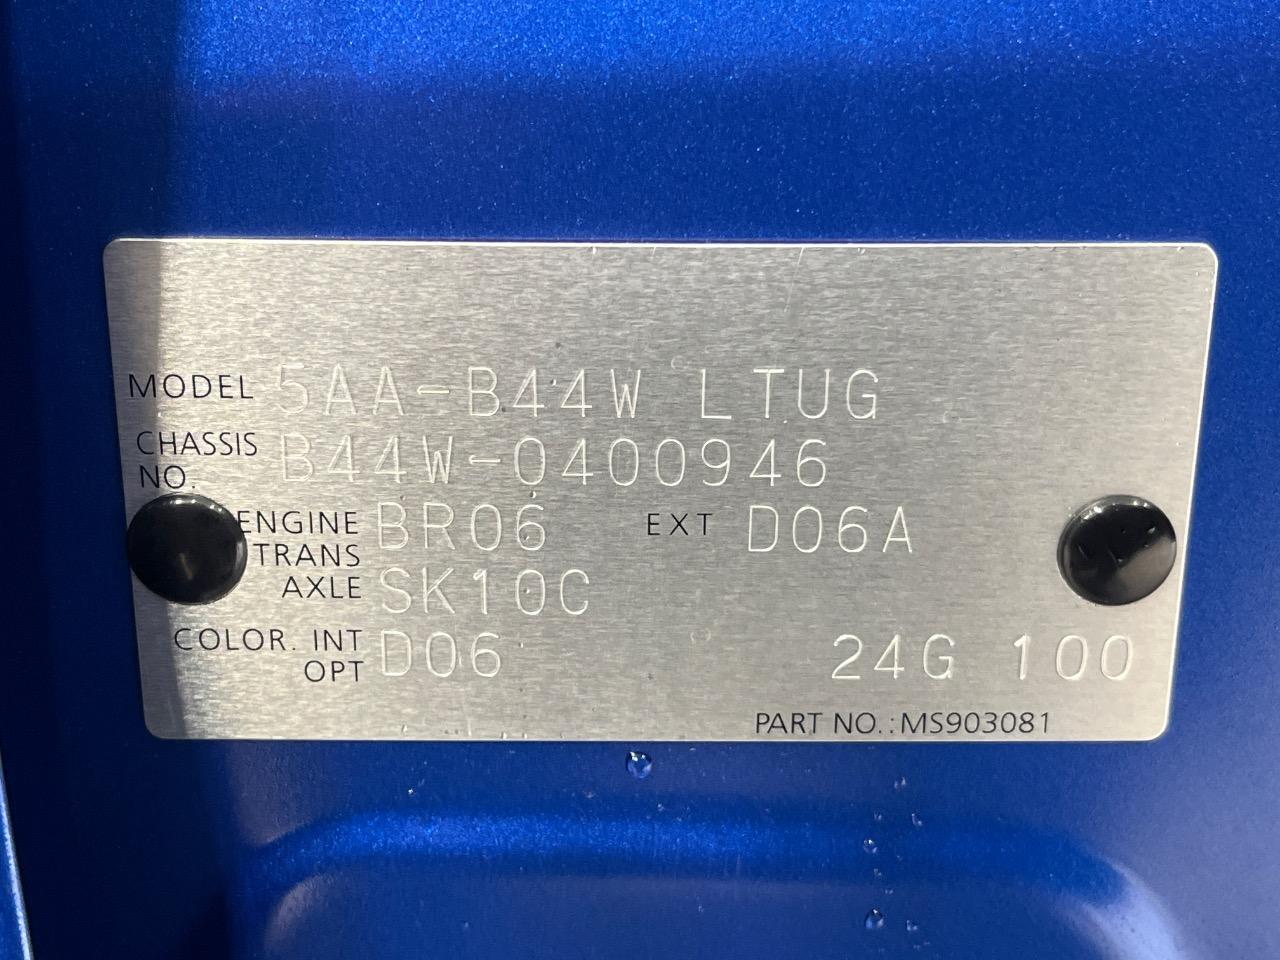 MODEL 5AA-B44W LTUG
CHASSIS NO. B44W-0400946
ENGINE BR06 EXT D06A
TRANS AXLE SK10C
COLOR. INT OPT D06 24G 100
PART NO.:MS903081